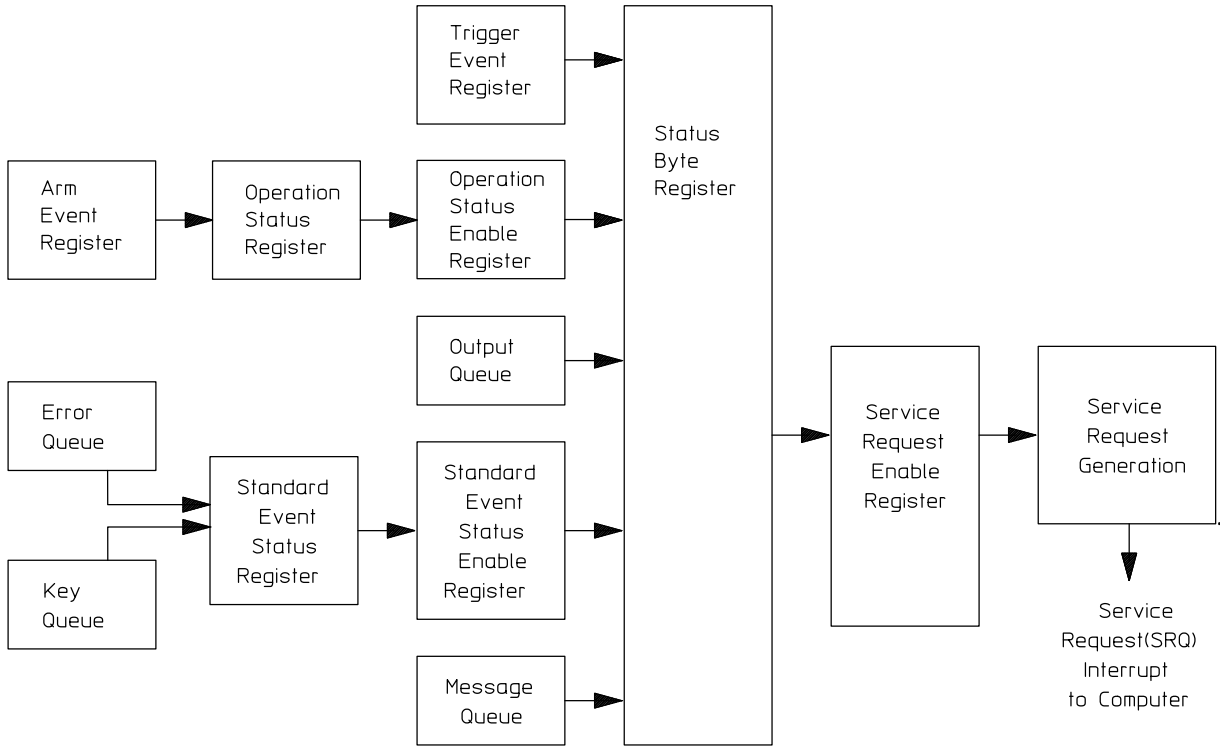 Trigger
Event
Register
Status
Byte
Register
Arm
Event
Register
Operation
Status
Register
Operation
Status
Enable
Register
Output
Queue
Error
Queue
Key
Queue
Standard
Event
Status
Register
Standard
Event
Status
Enable
Register
Message
Queue
Service
Request
Enable
Register
Service
Request
Generation
Service
Request(SRQ)
Interrupt
to Computer